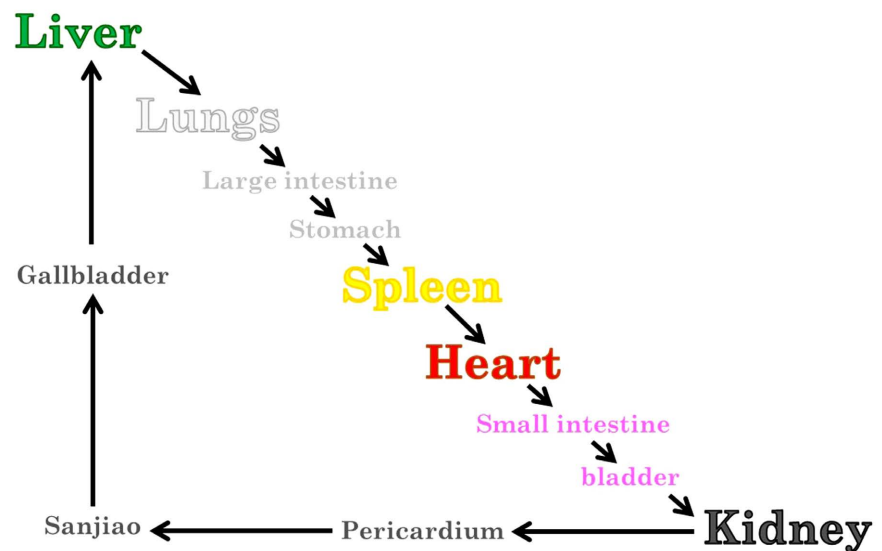 Liver
Lungs
Large intestine
Stomach
Gallbladder
Spleen
Heart
Small intestine
bladder
Sanjiao
Pericardium
Kidney